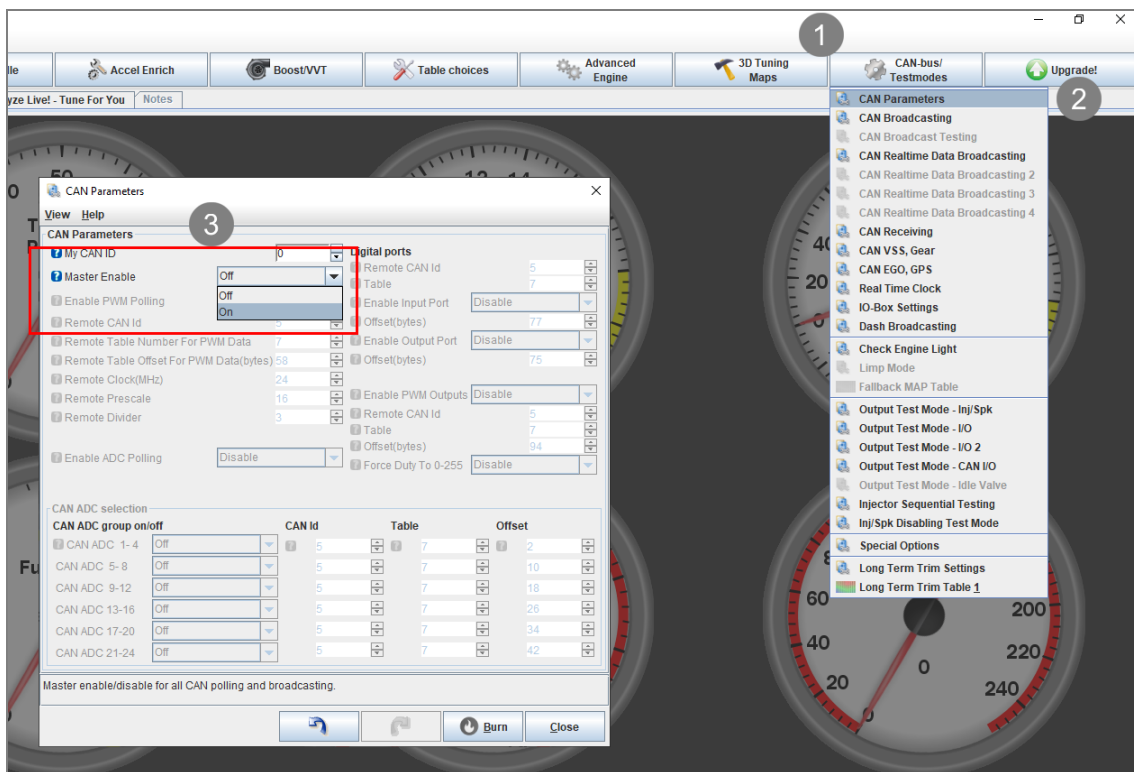 1
lle
Accel Enrich
Boost/VVT
Table choices
Advanced
Engine
3D Tuning
Maps
CAN-bus/
Testmodes
Upgrade!
yze Live! - Tune For You
Notes
2
CAN Parameters
CAN Broadcasting
CAN Broadcast Testing
CAN Realtime Data Broadcasting
CAN Realtime Data Broadcasting 2
CAN Realtime Data Broadcasting 3
CAN Realtime Data Broadcasting 4
CAN Receiving
CAN VSS, Gear
CAN EGO, GPS
Real Time Clock
IO-Box Settings
Dash Broadcasting
Check Engine Light
Limp Mode
Fallback MAP Table
Output Test Mode - Inj/Spk
Output Test Mode - I/O
Output Test Mode - I/O 2
Output Test Mode - CAN I/O
Output Test Mode - Idle Valve
Injector Sequential Testing
Inj/Spk Disabling Test Mode
Special Options
Long Term Trim Settings
Long Term Trim Table 1
CAN Parameters
View Help
3
CAN Parameters
My CAN ID 0
Master Enable Off
Off
On
Enable PWM Polling
Remote CAN Id 5
Remote Table Number For PWM Data 7
Remote Table Offset For PWM Data(bytes) 58
Remote Clock(MHz) 24
Remote Prescale 16
Remote Divider 3
Enable ADC Polling Disable
Digital ports
Remote CAN Id 5
Table 7
Enable Input Port Disable
Offset(bytes) 77
Enable Output Port Disable
Offset(bytes) 75
Enable PWM Outputs Disable
Remote CAN Id 5
Table 7
Offset(bytes) 94
Force Duty To 0-255 Disable
CAN ADC selection
CAN ADC group on/off CAN Id Table Offset
CAN ADC 1- 4 Off 5 7 2
CAN ADC 5- 8 Off 5 7 10
CAN ADC 9-12 Off 5 7 18
CAN ADC 13-16 Off 5 7 26
CAN ADC 17-20 Off 5 7 34
CAN ADC 21-24 Off 5 7 42
Master enable/disable for all CAN polling and broadcasting.
Burn
Close
Fu
40
20
0
60
40
20
0
0
200
220
240